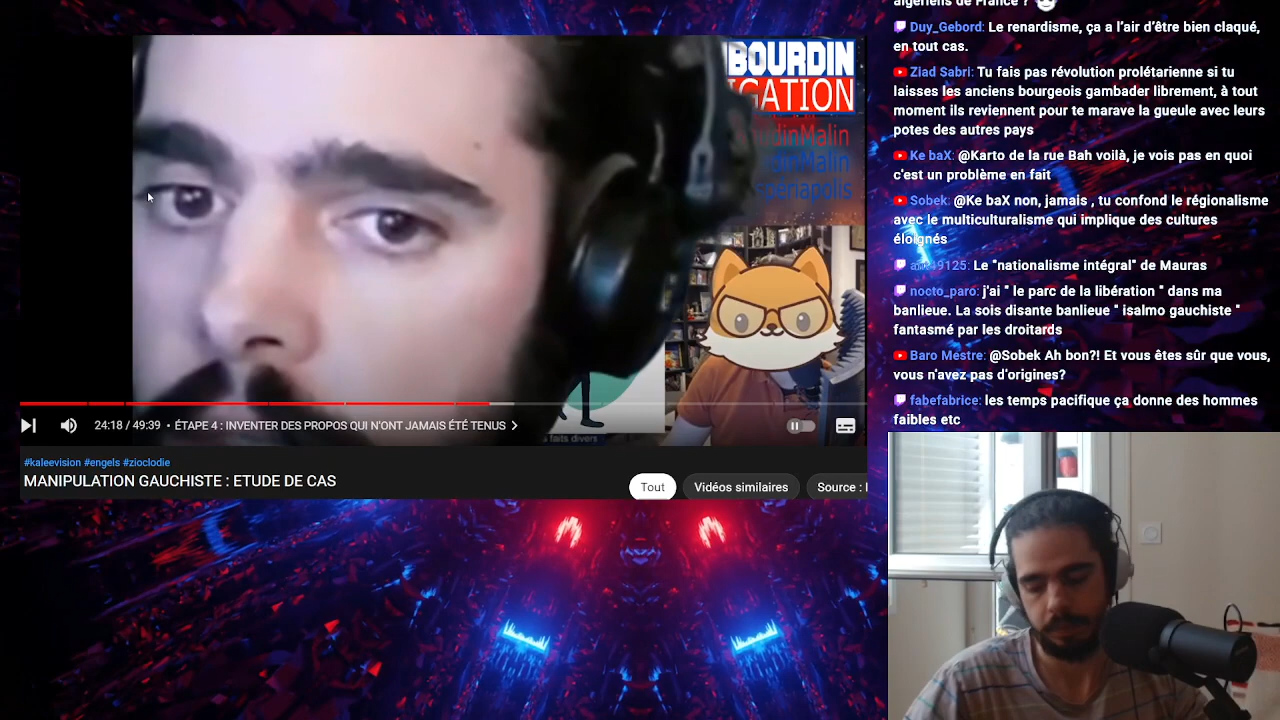 BOURDIN
IGATION
udinMalin
udinMalin
spériapolis
24:18 / 49:39 • ÉTAPE 4 : INVENTER DES PROPOS QUI N'ONT JAMAIS ÉTÉ TENUS
s faits divers
#kaleevision #engels #zioclodie
MANIPULATION GAUCHISTE : ETUDE DE CAS
Tout
Vidéos similaires
Source :
algériens de France ?
Duy_Gebord: Le renardisme, ça a l'air d'être bien claqué,
en tout cas.
Ziad Sabri: Tu fais pas révolution prolétarienne si tu
laisses les anciens bourgeois gambader librement, à tout
moment ils reviennent pour te marave la gueule avec leurs
potes des autres pays
Ke baX: @Karto de la rue Bah voilà, je vois pas en quoi
c'est un problème en fait
Sobek: @Ke baX non, jamais , tu confond le régionalisme
avec le multiculturalisme qui implique des cultures
éloignés
Le "nationalisme intégral" de Mauras
nocto_paro: j'ai " le parc de la libération " dans ma
banlieue. La sois disante banlieue " isalmo gauchiste "
fantasmé par les droitards
Baro Mestre: @Sobek Ah bon?! Et vous êtes sûr que vous,
vous n'avez pas d'origines?
fabefabrice: les temps pacifique ça donne des hommes
faibles etc